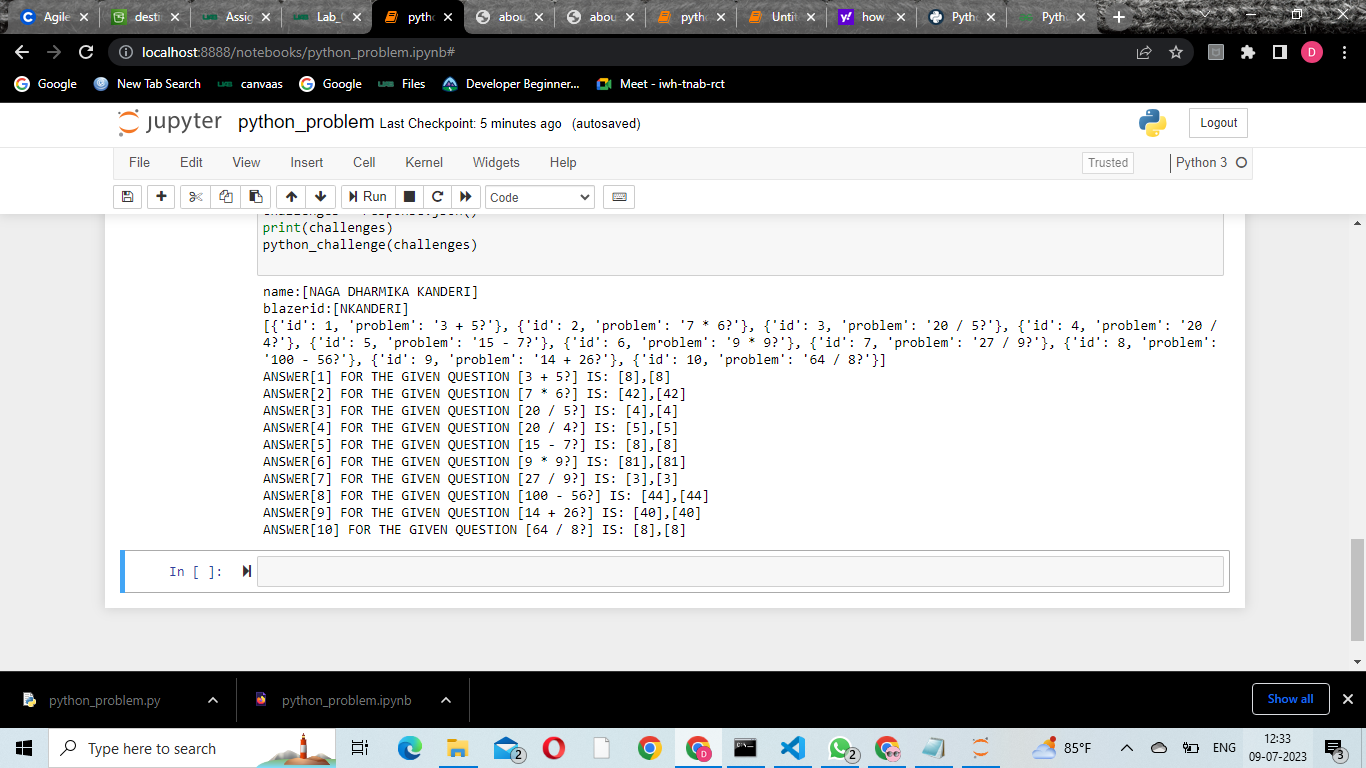 Agile
desti
Assig
Lab_
pytho
abou
abou
pytho
Untit
how
Pytho
Pytho
localhost:8888/notebooks/python_problem.ipynb#
D
Google
New Tab Search
canvaas
Google
Files
Developer Beginner...
Meet - iwh-tnab-rct
jupyter python_problem Last Checkpoint: 5 minutes ago (autosaved)
Logout
File Edit View Insert Cell Kernel Widgets Help
Trusted
Python 3
Run
Code
print(challenges)
python_challenge(challenges)
name:[NAGA DHARMIKA KANDERI]
blazerid:[NKANDERI]
[{'id': 1, 'problem': '3 + 5?'}, {'id': 2, 'problem': '7 * 6?'}, {'id': 3, 'problem': '20 / 5?'}, {'id': 4, 'problem': '20 /
4?'}, {'id': 5, 'problem': '15 - 7?'}, {'id': 6, 'problem': '9 * 9?'}, {'id': 7, 'problem': '27 / 9?'}, {'id': 8, 'problem':
'100 - 56?'}, {'id': 9, 'problem': '14 + 26?'}, {'id': 10, 'problem': '64 / 8?'}]
ANSWER[1] FOR THE GIVEN QUESTION [3 + 5?] IS: [8],[8]
ANSWER[2] FOR THE GIVEN QUESTION [7 * 6?] IS: [42],[42]
ANSWER[3] FOR THE GIVEN QUESTION [20 / 5?] IS: [4],[4]
ANSWER[4] FOR THE GIVEN QUESTION [20 / 4?] IS: [5],[5]
ANSWER[5] FOR THE GIVEN QUESTION [15 - 7?] IS: [8],[8]
ANSWER[6] FOR THE GIVEN QUESTION [9 * 9?] IS: [81],[81]
ANSWER[7] FOR THE GIVEN QUESTION [27 / 9?] IS: [3],[3]
ANSWER[8] FOR THE GIVEN QUESTION [100 - 56?] IS: [44],[44]
ANSWER[9] FOR THE GIVEN QUESTION [14 + 26?] IS: [40],[40]
ANSWER[10] FOR THE GIVEN QUESTION [64 / 8?] IS: [8],[8]
In [ ]:
python_problem.py
python_problem.ipynb
Show all
Type here to search
2
D
2
85°F
ENG
12:33
09-07-2023
3